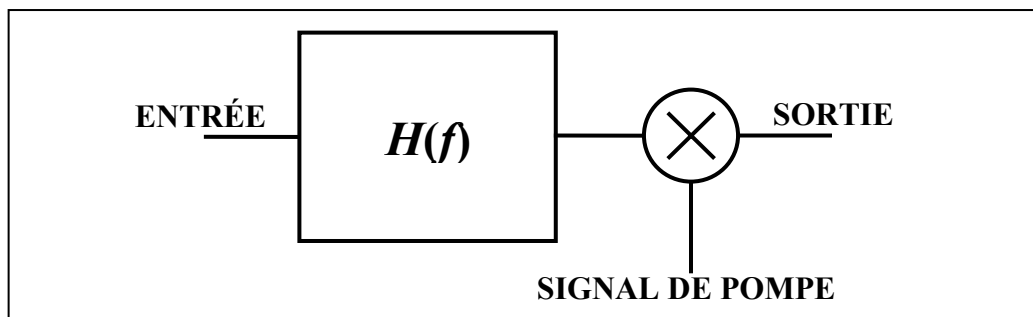 ENTRÉE
H(f)
SORTIE
SIGNAL DE POMPE